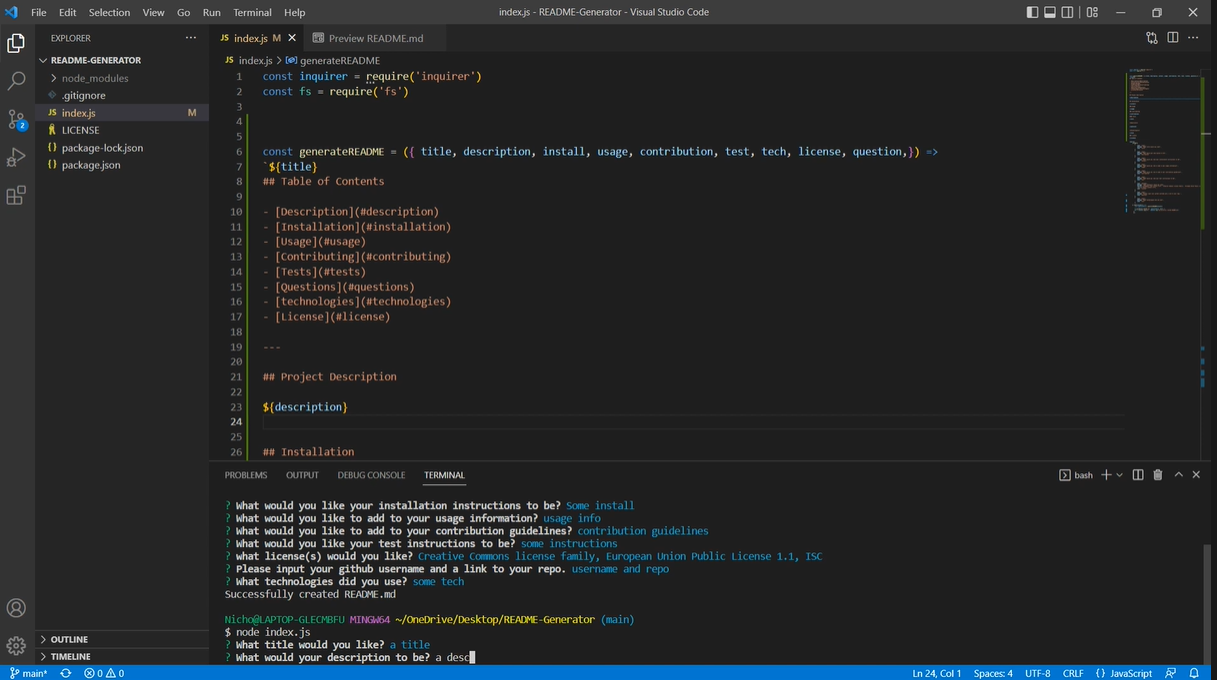 File Edit Selection View Go Run Terminal Help
index.js - README-Generator - Visual Studio Code
EXPLORER
README-GENERATOR
node_modules
.gitignore
JS index.js M
LICENSE
{} package-lock.json
{} package.json
OUTLINE
TIMELINE
2
JS index.js M
Preview README.md
JS index.js > generateREADME
1 const inquirer = require('inquirer')
2 const fs = require('fs')
3
4
5
6 const generateREADME = ({ title, description, install, usage, contribution, test, tech, license, question,}) =>
7 `${title}
8 ## Table of Contents
9
10 - [Description](#description)
11 - [Installation](#installation)
12 - [Usage](#usage)
13 - [Contributing](#contributing)
14 - [Tests](#tests)
15 - [Questions](#questions)
16 - [technologies](#technologies)
17 - [License](#license)
18
19 ---
20
21 ## Project Description
22
23 ${description}
24
25
26 ## Installation
PROBLEMS OUTPUT DEBUG CONSOLE TERMINAL
bash
? What would you like your installation instructions to be? Some install
? What would you like to add to your usage information? usage info
? What would you like to add to your contribution guidelines? contribution guidelines
? What would you like your test instructions to be? some instructions
? what license(s) would you like? Creative Commons license family, European Union Public License 1.1, ISC
? Please input your github username and a link to your repo. username and repo
? What technologies did you use? some tech
Successfully created README.md
Nicho@LAPTOP-GLECMBFU MINGW64 ~/OneDrive/Desktop/README-Generator (main)
$ node index.js
? What title would you like? a title
? What would your description to be? a desc
main* 0 0
Ln 24, Col 1 Spaces: 4 UTF-8 CRLF {} JavaScript